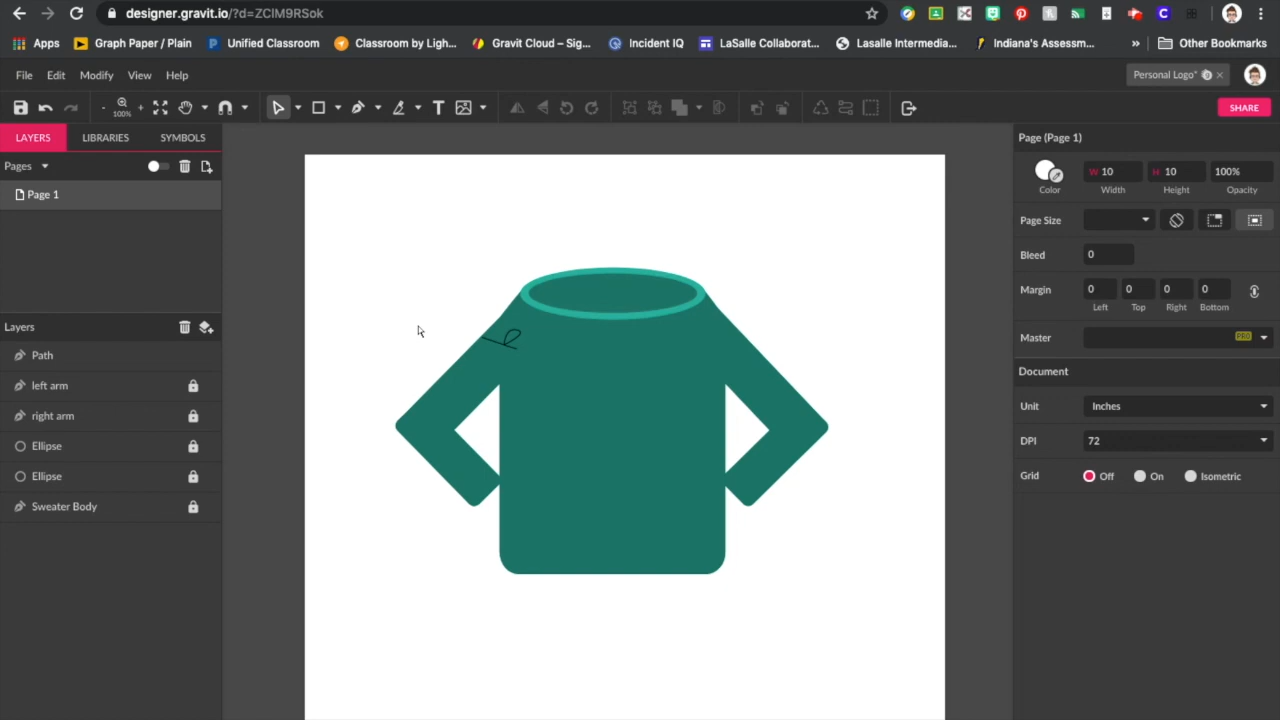 designer.gravit.io/?d=ZClM9RSok
Apps Graph Paper / Plain Unified Classroom Classroom by Ligh... Gravit Cloud – Sig... Incident IQ LaSalle Collaborat... Lasalle Intermedia... Indiana's Assessm... » Other Bookmarks
File Edit Modify View Help Personal Logo*
- 100% + T SHARE
LAYERS LIBRARIES SYMBOLS Page (Page 1)
Pages
W 10 H 10 100%
Color Width Height Opacity
Page 1
Page Size
Bleed 0
Margin 0 0 0 0
Left Top Right Bottom
Layers
Master PRO
Path
Document
left arm
Unit Inches
right arm
DPI 72
Ellipse
Grid Off On Isometric
Ellipse
Sweater Body